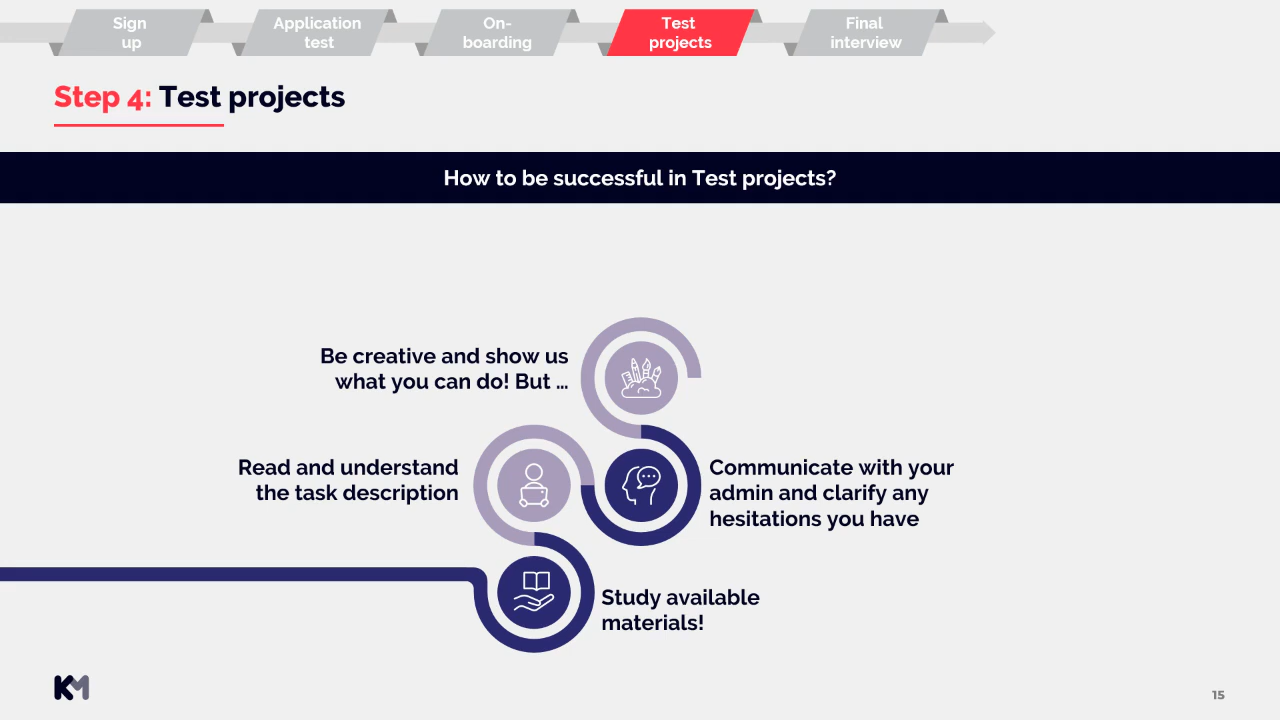 Sign
up
Application
test
On-
boarding
Test
projects
Final
interview
Step 4: Test projects
How to be successful in Test projects?
Be creative and show us
what you can do! But ...
Read and understand
the task description
Communicate with your
admin and clarify any
hesitations you have
Study available
materials!
KM
15